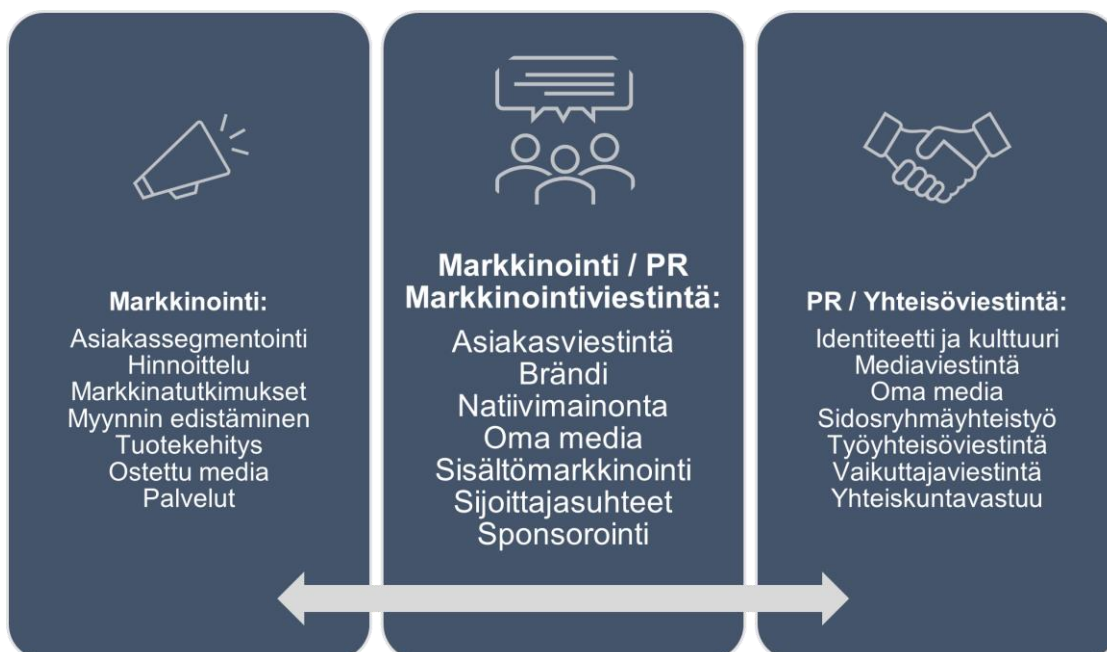 Markkinointi:
Asiakassegmentointi
Hinnoittelu
Markkinatutkimukset
Myynnin edistäminen
Tuotekehitys
Ostettu media
Palvelut
Markkinointi / PR
Markkinointiviestintä:
Asiakasviestintä
Brändi
Natiivimainonta
Oma media
Sisältömarkkinointi
Sijoittajasuhteet
Sponsorointi
PR / Yhteisöviestintä:
Identiteetti ja kulttuuri
Mediaviestintä
Oma media
Sidosryhmäyhteistyö
Työyhteisöviestintä
Vaikuttajaviestintä
Yhteiskuntavastuu